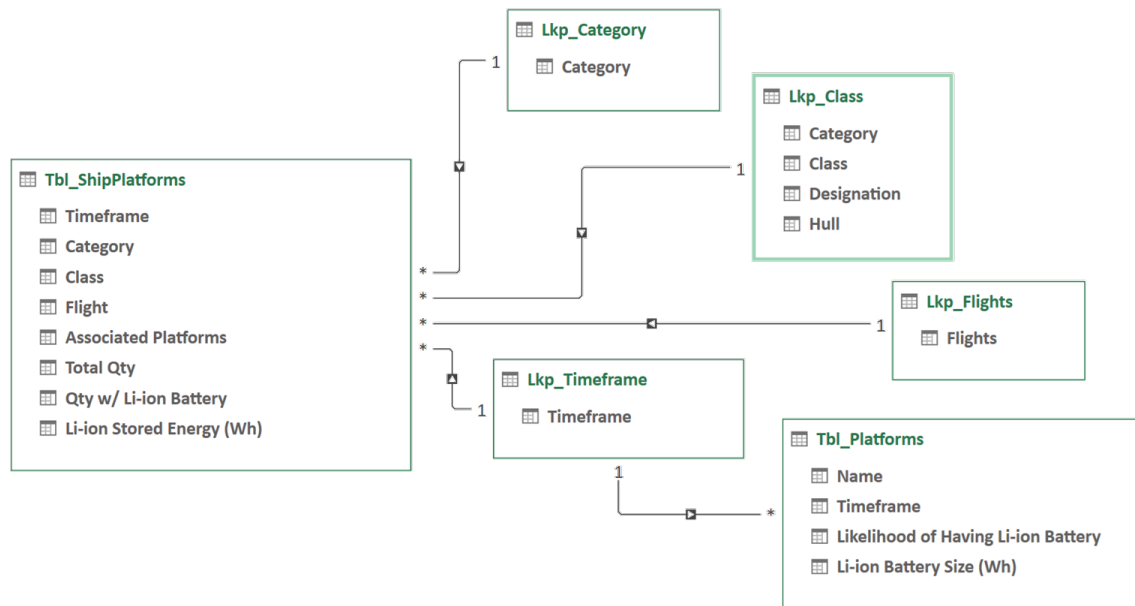 Lkp_Category
Category
1
Lkp_Class
Category
Class
Designation
Hull
1
Tbl_ShipPlatforms
Timeframe
Category
Class
Flight
Associated Platforms
Total Qty
Qty w/ Li-ion Battery
Li-ion Stored Energy (Wh)
*
*
*
*
Lkp_Flights
Flights
1
Lkp_Timeframe
Timeframe
1
1
*
Tbl_Platforms
Name
Timeframe
Likelihood of Having Li-ion Battery
Li-ion Battery Size (Wh)